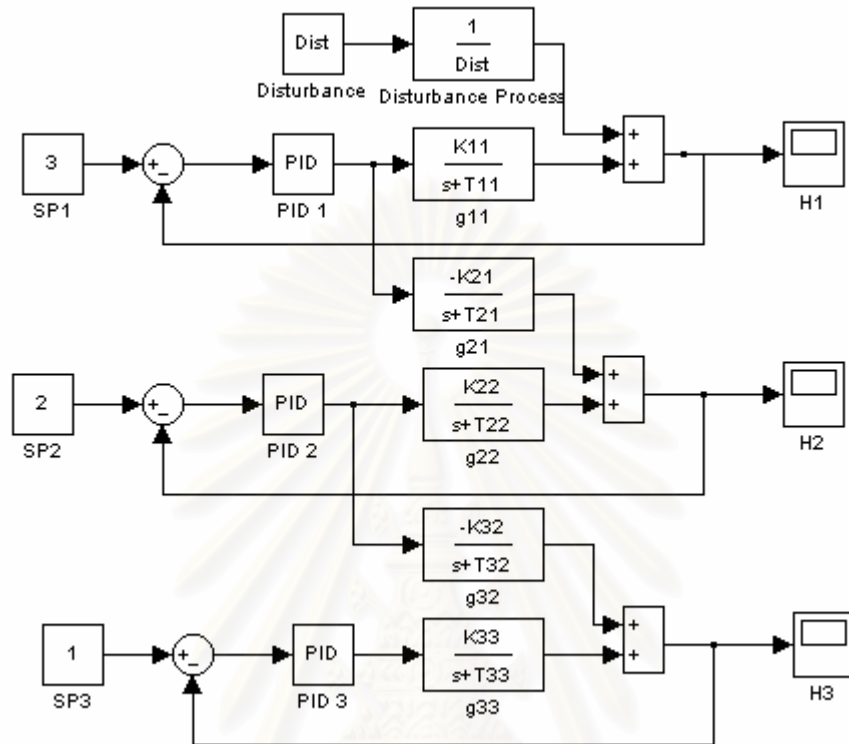 Dist
Disturbance
1
Dist
Disturbance Process
3
SP1
+
−
PID
PID 1
K11
s+T11
g11
+
+
H1
-K21
s+T21
g21
2
SP2
+
−
PID
PID 2
K22
s+T22
g22
+
+
H2
-K32
s+T32
g32
1
SP3
+
−
PID
PID 3
K33
s+T33
g33
+
+
H3